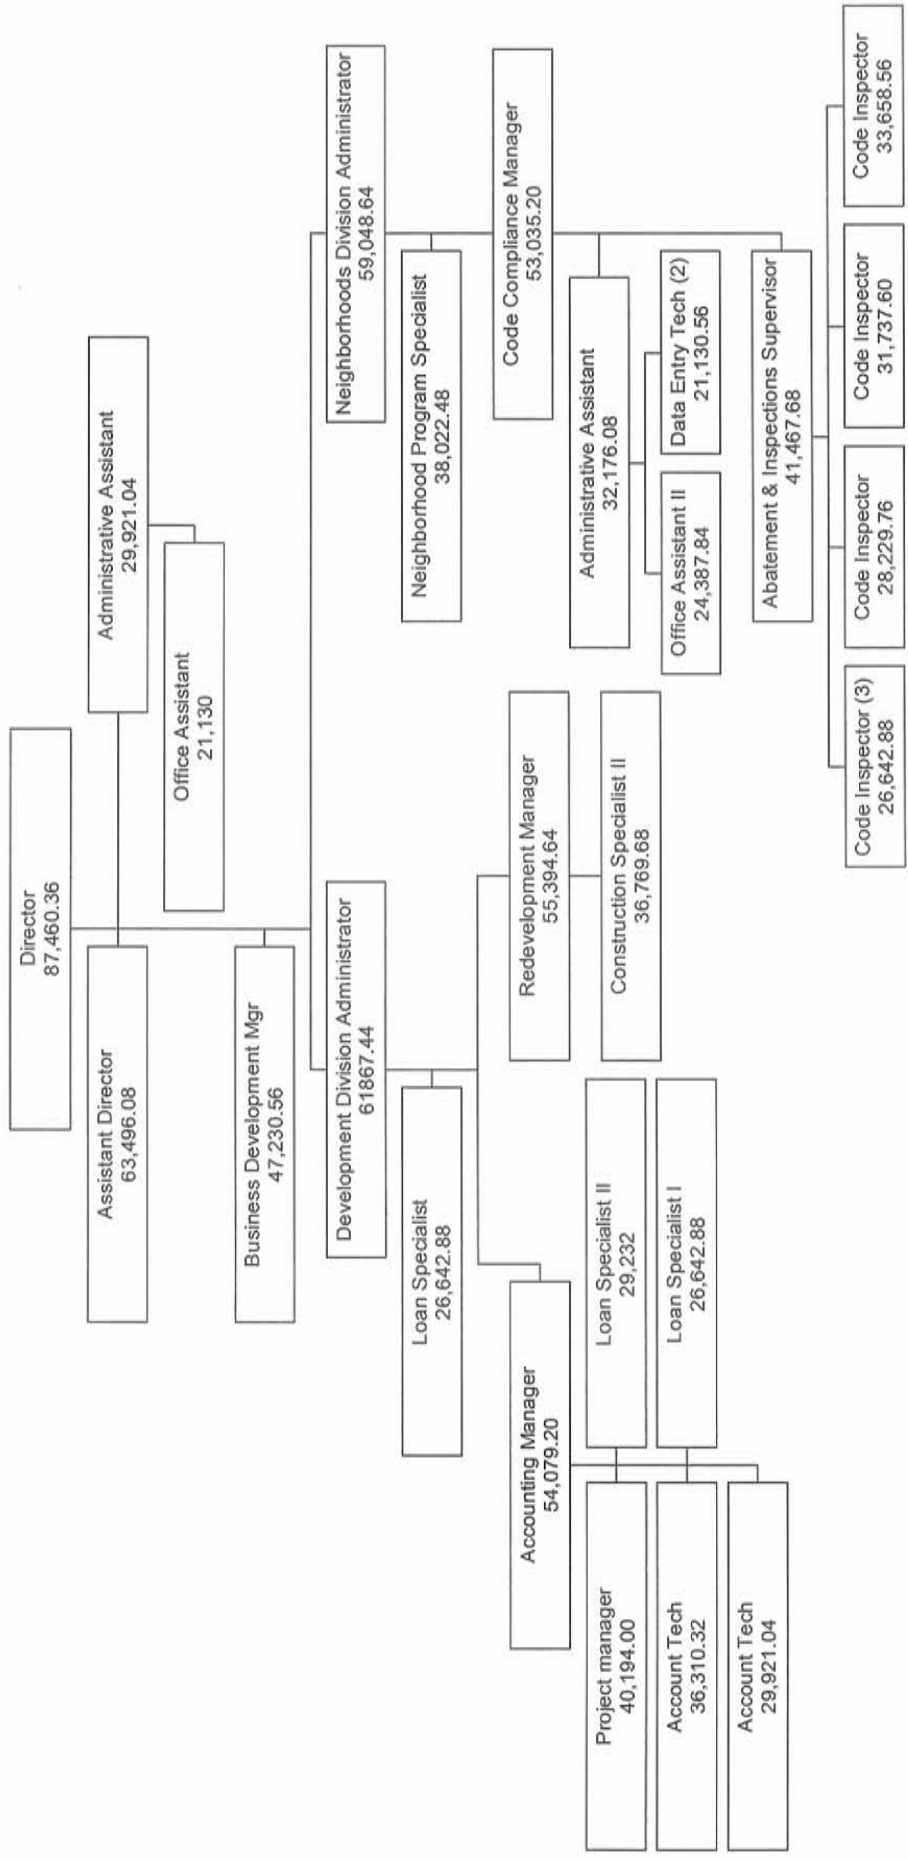 Director
87,460.36
Assistant Director
63,496.08
Administrative Assistant
29,921.04
Office Assistant
21,130
Business Development Mgr
47,230.56
Development Division Administrator
61867.44
Neighborhoods Division Administrator
59,048.64
Loan Specialist
26,642.88
Neighborhood Program Specialist
38,022.48
Accounting Manager
54,079.20
Redevelopment Manager
55,394.64
Code Compliance Manager
53,035.20
Project manager
40,194.00
Loan Specialist II
29,232
Construction Specialist II
36,769.68
Administrative Assistant
32,176.08
Account Tech
36,310.32
Loan Specialist I
26,642.88
Office Assistant II
24,387.84
Data Entry Tech (2)
21,130.56
Account Tech
29,921.04
Abatement & Inspections Supervisor
41,467.68
Code Inspector (3)
26,642.88
Code Inspector
28,229.76
Code Inspector
31,737.60
Code Inspector
33,658.56